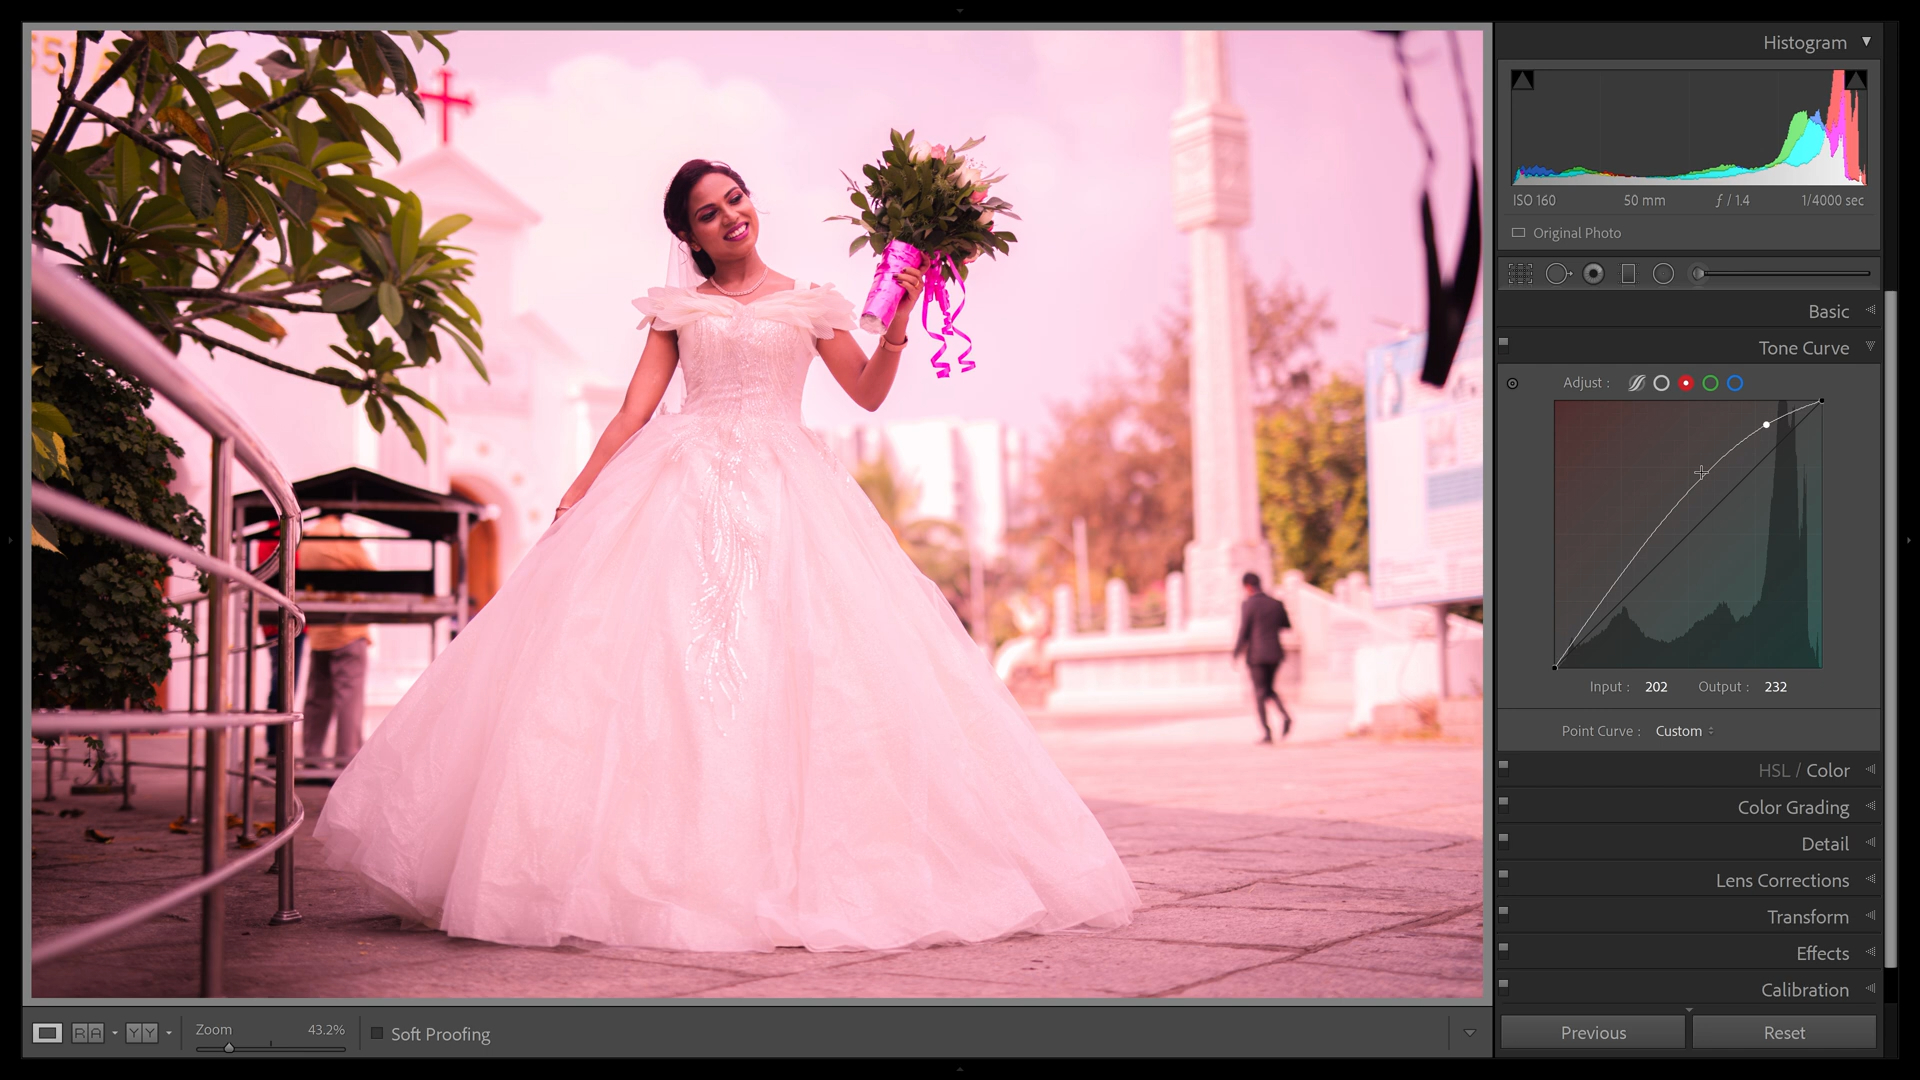 Histogram
ISO 160 50 mm ƒ / 1.4 1/4000 sec
Original Photo
Basic
Tone Curve
Adjust :
Input : 202 Output : 232
Point Curve : Custom
HSL / Color
Color Grading
Detail
Lens Corrections
Transform
Effects
Calibration
R A Y Y Zoom 43.2% Soft Proofing
Previous Reset